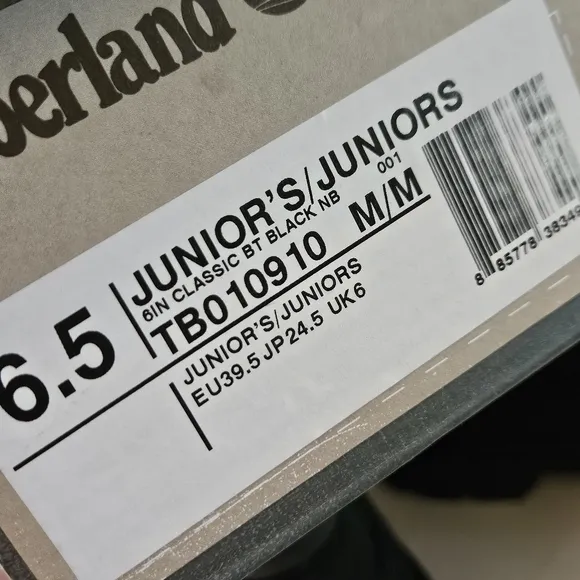 berland
6.5
JUNIOR'S/JUNIORS
6IN CLASSIC BT BLACK NB 001
TB010910 M/M
JUNIOR'S/JUNIORS
EU39.5 JP24.5 UK6
8 85778 3834